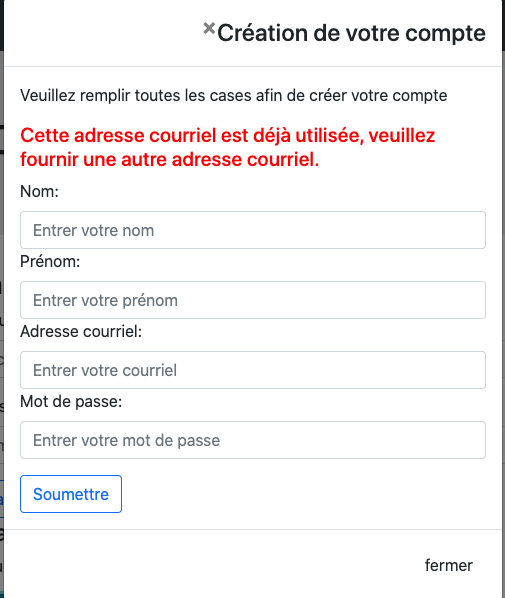 ×Création de votre compte
Veuillez remplir toutes les cases afin de créer votre compte
Cette adresse courriel est déjà utilisée, veuillez
fournir une autre adresse courriel.
Nom:
Entrer votre nom
Prénom:
Entrer votre prénom
Adresse courriel:
Entrer votre courriel
Mot de passe:
Entrer votre mot de passe
Soumettre
fermer